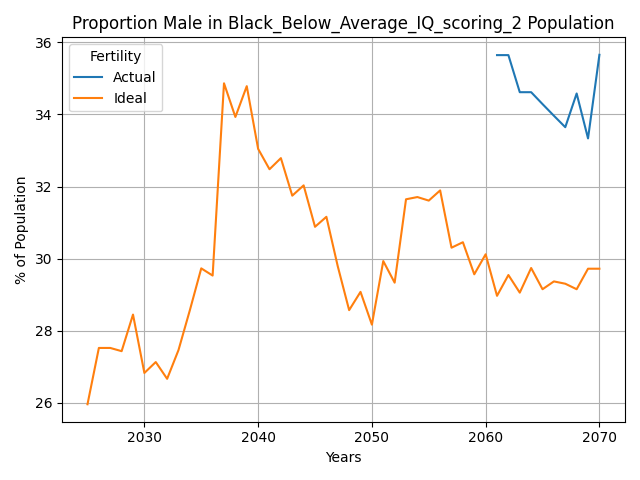 Proportion Male in Black_Below_Average_IQ_scoring_2 Population
Fertility
Actual
Ideal
% of Population
36
34
32
30
28
26
2030 2040 2050 2060 2070
Years